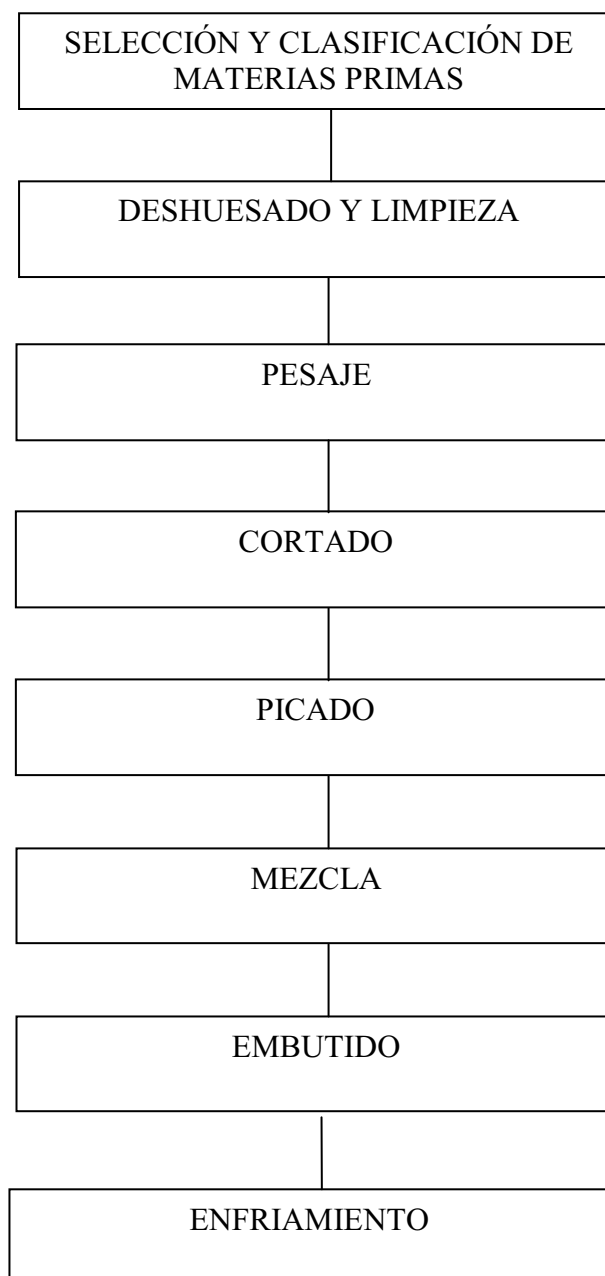 SELECCIÓN Y CLASIFICACIÓN DE
MATERIAS PRIMAS
DESHUESADO Y LIMPIEZA
PESAJE
CORTADO
PICADO
MEZCLA
EMBUTIDO
ENFRIAMIENTO